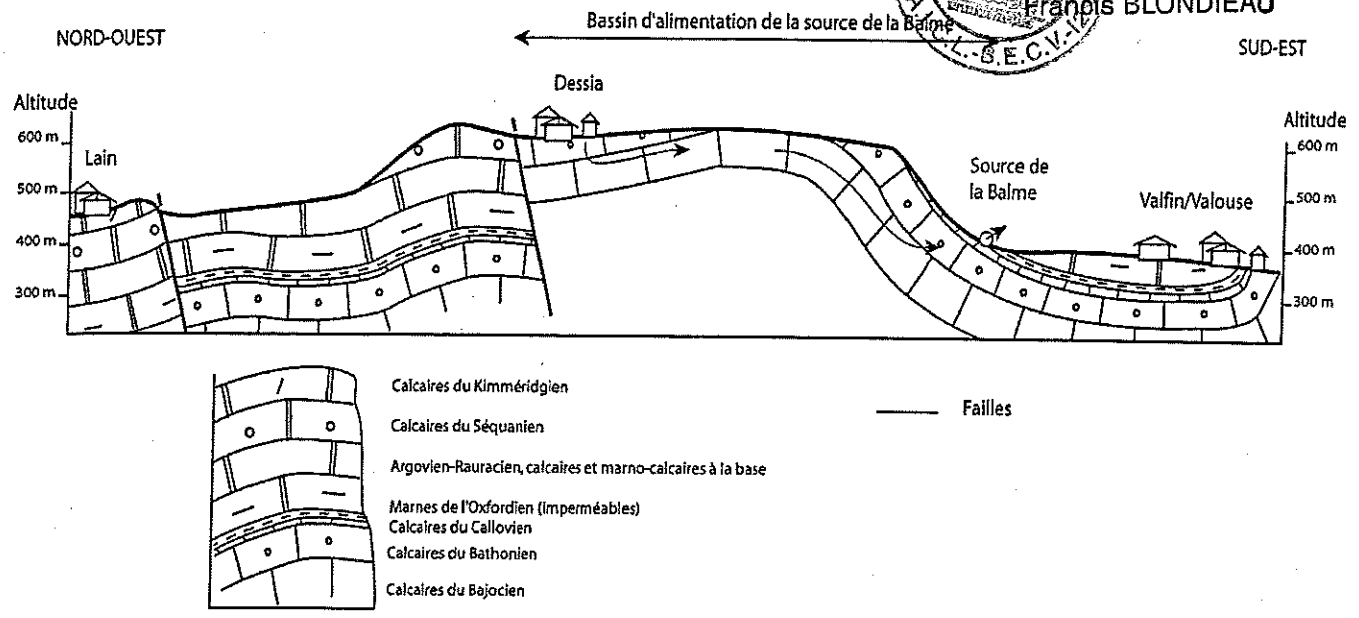 Francis BLONDIEAU
Bassin d'alimentation de la source de la Balme
NORD-OUEST
SUD-EST
Dessia
Altitude
600 m
500 m
400 m
300 m
Lain
Source de
la Balme
Valfin/Valouse
Altitude
600 m
500 m
400 m
300 m
Calcaires du Kimméridgien
Calcaires du Séquanien
Argovien-Rauracien, calcaires et marno-calcaires à la base
Marnes de l'Oxfordien (imperméables)
Calcaires du Callovien
Calcaires du Bathonien
Calcaires du Bajocien
Failles